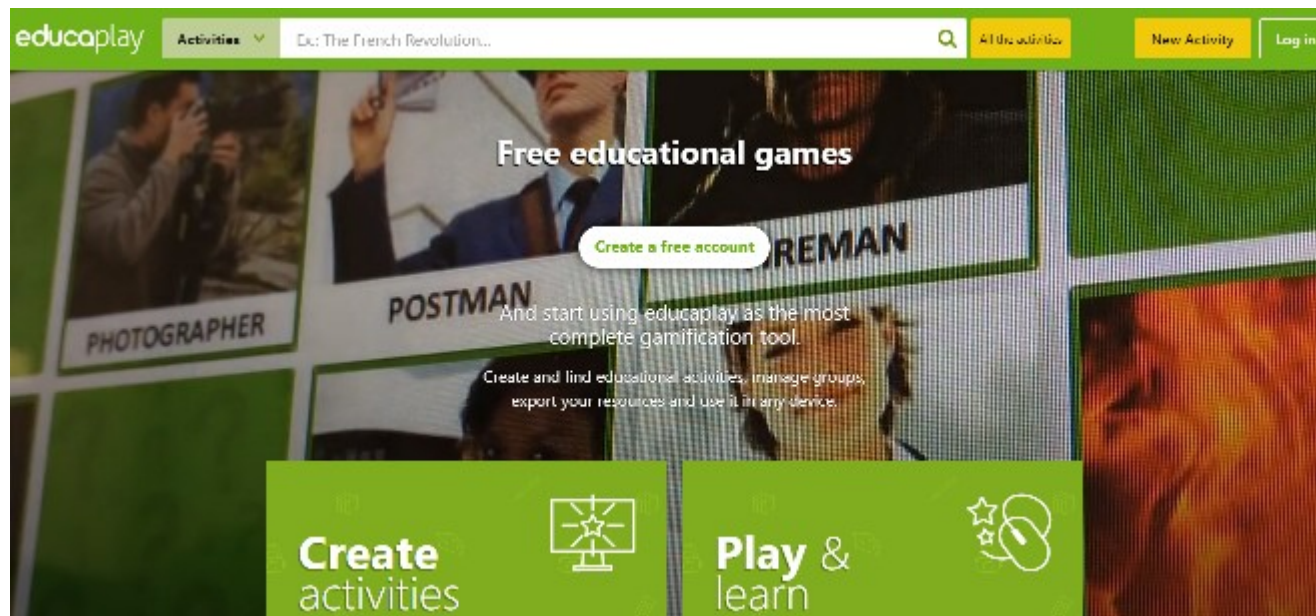 educaplay
Activities
Ex.: The French Revolution...
All the activities
New Activity
Log in
Free educational games
Create a free account
PHOTOGRAPHER
POSTMAN
And start using educaplay as the most
complete gamification tool.
Create and find educational activities, manage groups,
export your resources and use it in any device.
Create
activities
Play &
learn